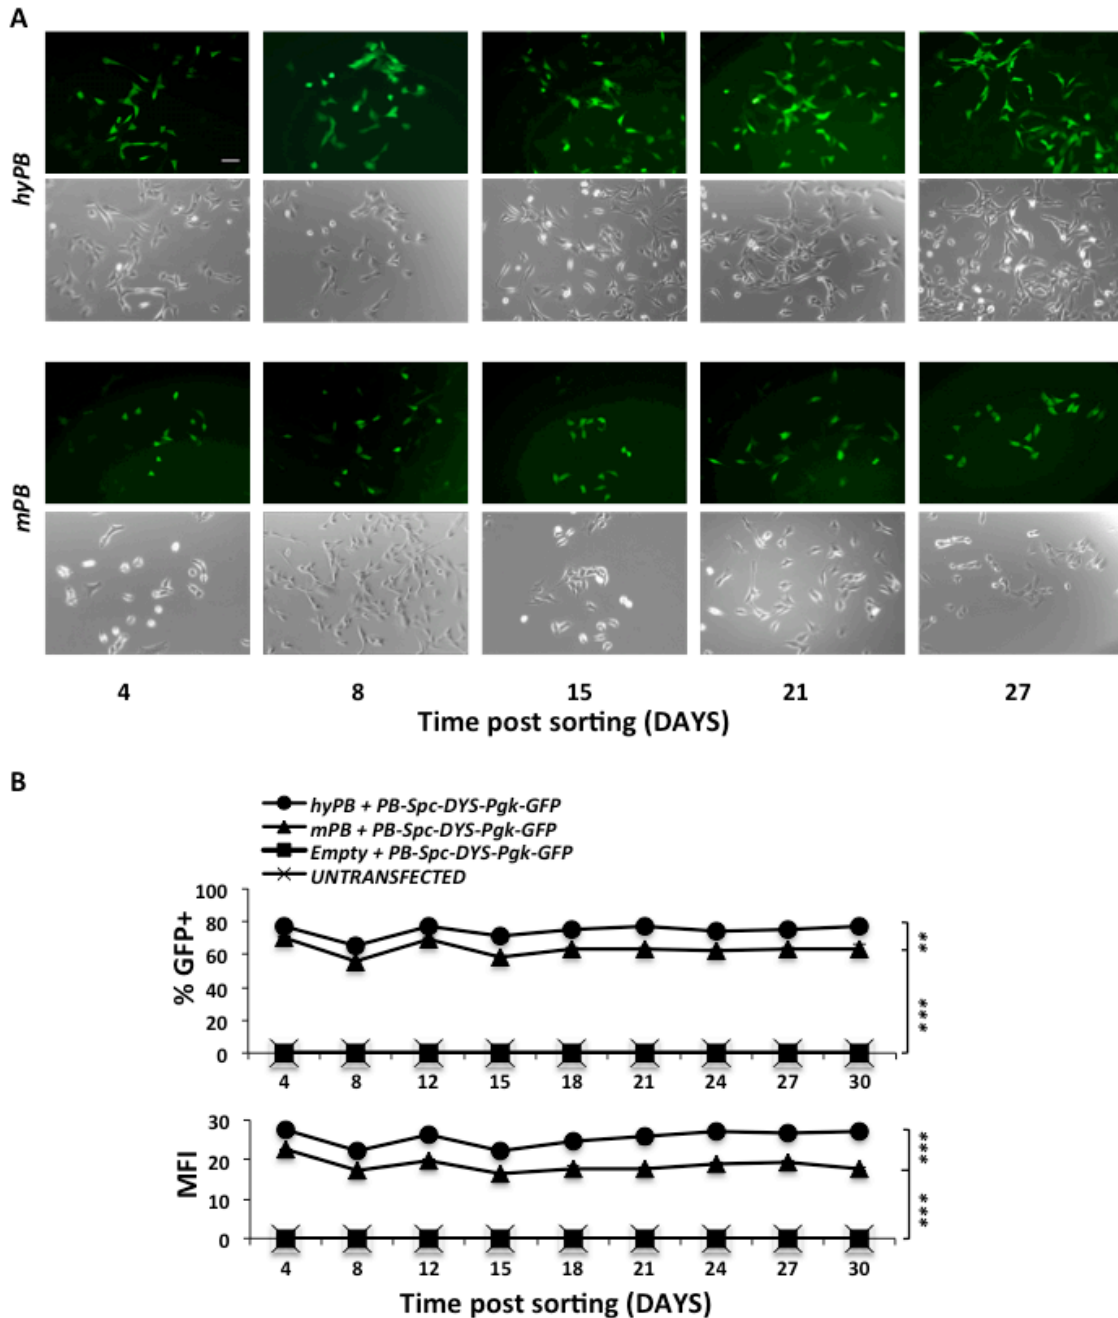 A
hyPB
mPB
4 8 15 21 27
Time post sorting (DAYS)
B
hyPB + PB-Spc-DYS-Pgk-GFP
mPB + PB-Spc-DYS-Pgk-GFP
Empty + PB-Spc-DYS-Pgk-GFP
UNTRANSFECTED
% GFP+
100
80
60
40
20
0
4 8 12 15 18 21 24 27 30
**
***
MFI
30
20
10
0
4 8 12 15 18 21 24 27 30
***
***
Time post sorting (DAYS)